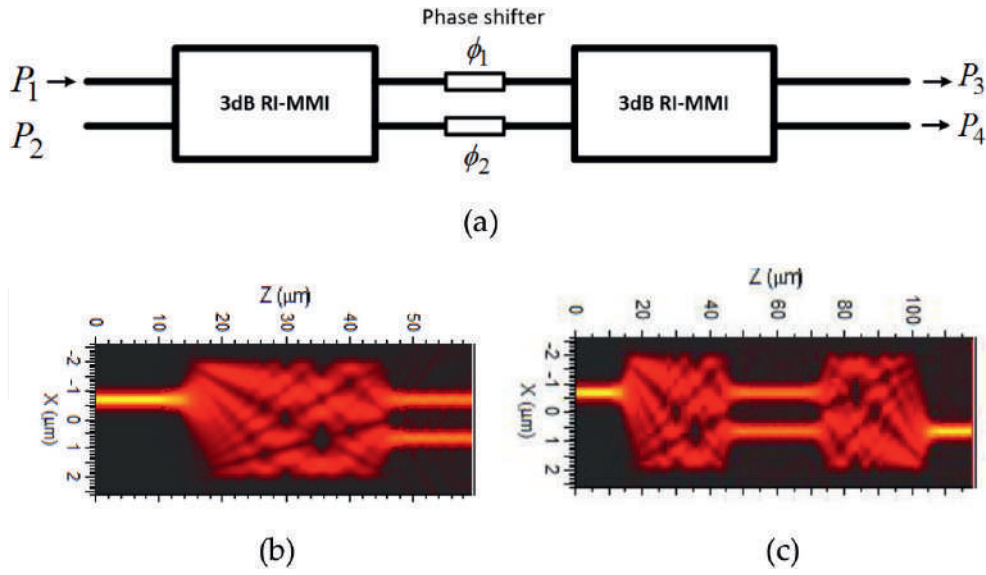 Phase shifter
ϕ1
P1
P3
3dB RI-MMI
3dB RI-MMI
P2
P4
ϕ2
(a)
Z (μm)
0 10 20 30 40 50
-2 -1 0 1 2
X (μm)
Z (μm)
0 20 40 60 80 100
-2 -1 0 1 2
X (μm)
(b)
(c)